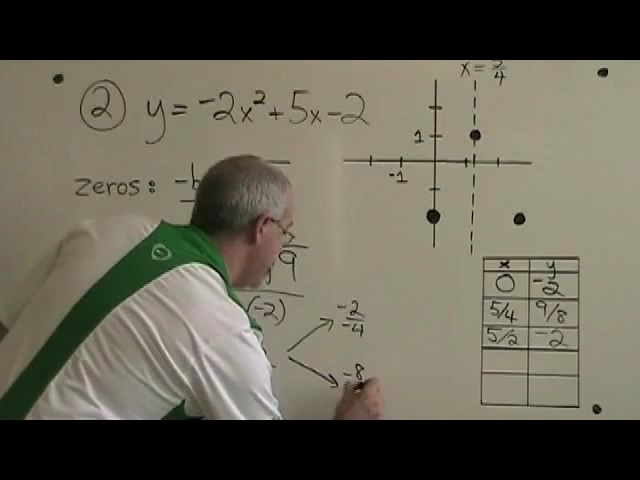 ② y = -2x² + 5x - 2
x = 5/4
1
-1
zeros: -b
9
(-2)
-2/-4
-8
x y
0 -2
5/4 9/8
5/2 -2